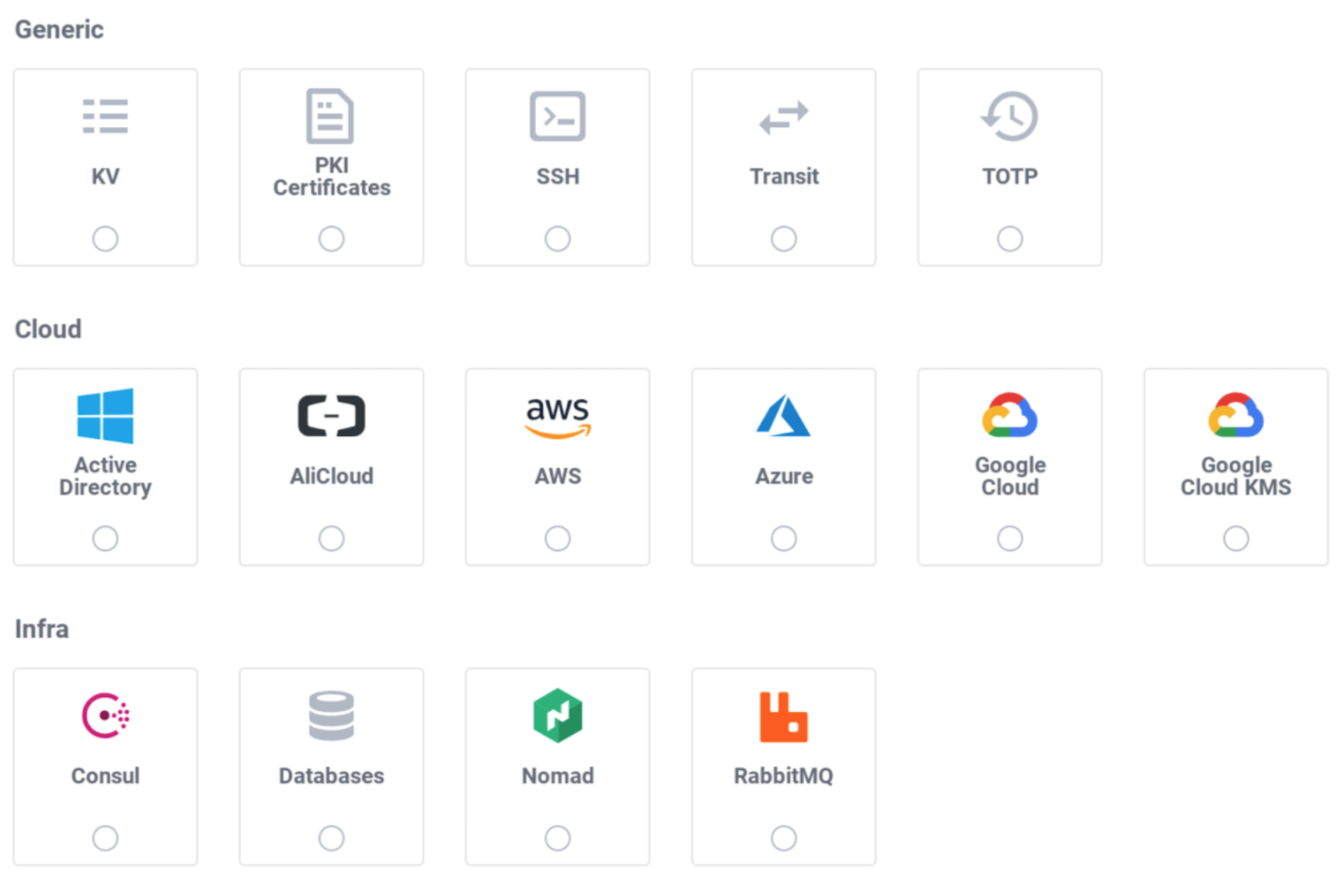 Generic
KV
PKI
Certificates
SSH
Transit
TOTP
Cloud
Active
Directory
AliCloud
aws
AWS
Azure
Google
Cloud
Google
Cloud KMS
Infra
Consul
Databases
Nomad
RabbitMQ